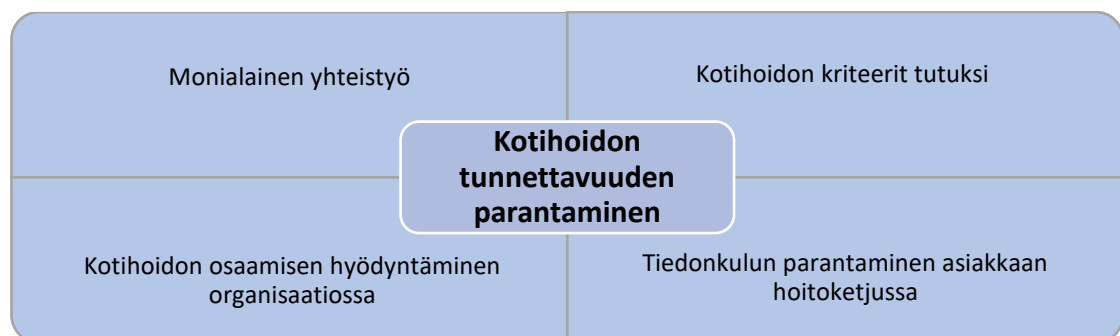 Monialainen yhteistyö
Kotihoidon kriteerit tutuksi
Kotihoidon
tunnettavuuden
parantaminen
Kotihoidon osaamisen hyödyntäminen
organisaatiossa
Tiedonkulun parantaminen asiakkaan
hoitoketjussa